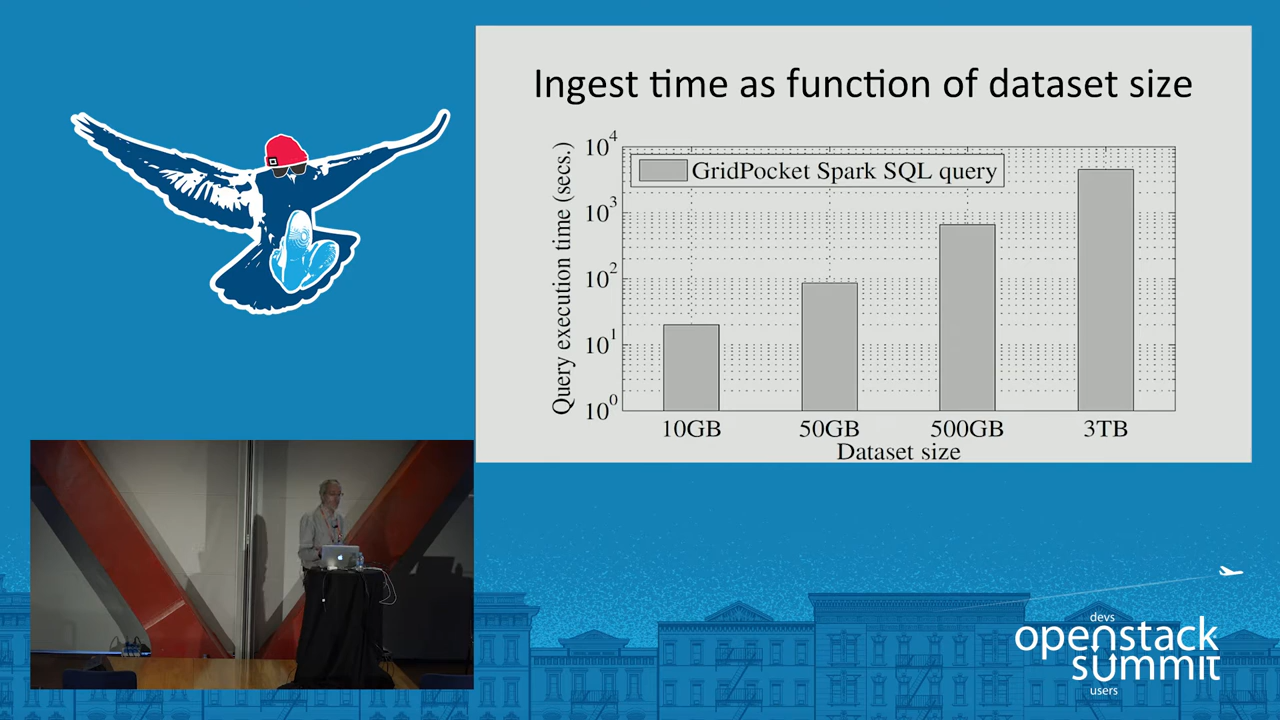 Ingest time as function of dataset size
Query execution time (secs.)
10^4
10^3
10^2
10^1
10^0
GridPocket Spark SQL query
10GB 50GB 500GB 3TB
Dataset size
devs
openstack
summit
users